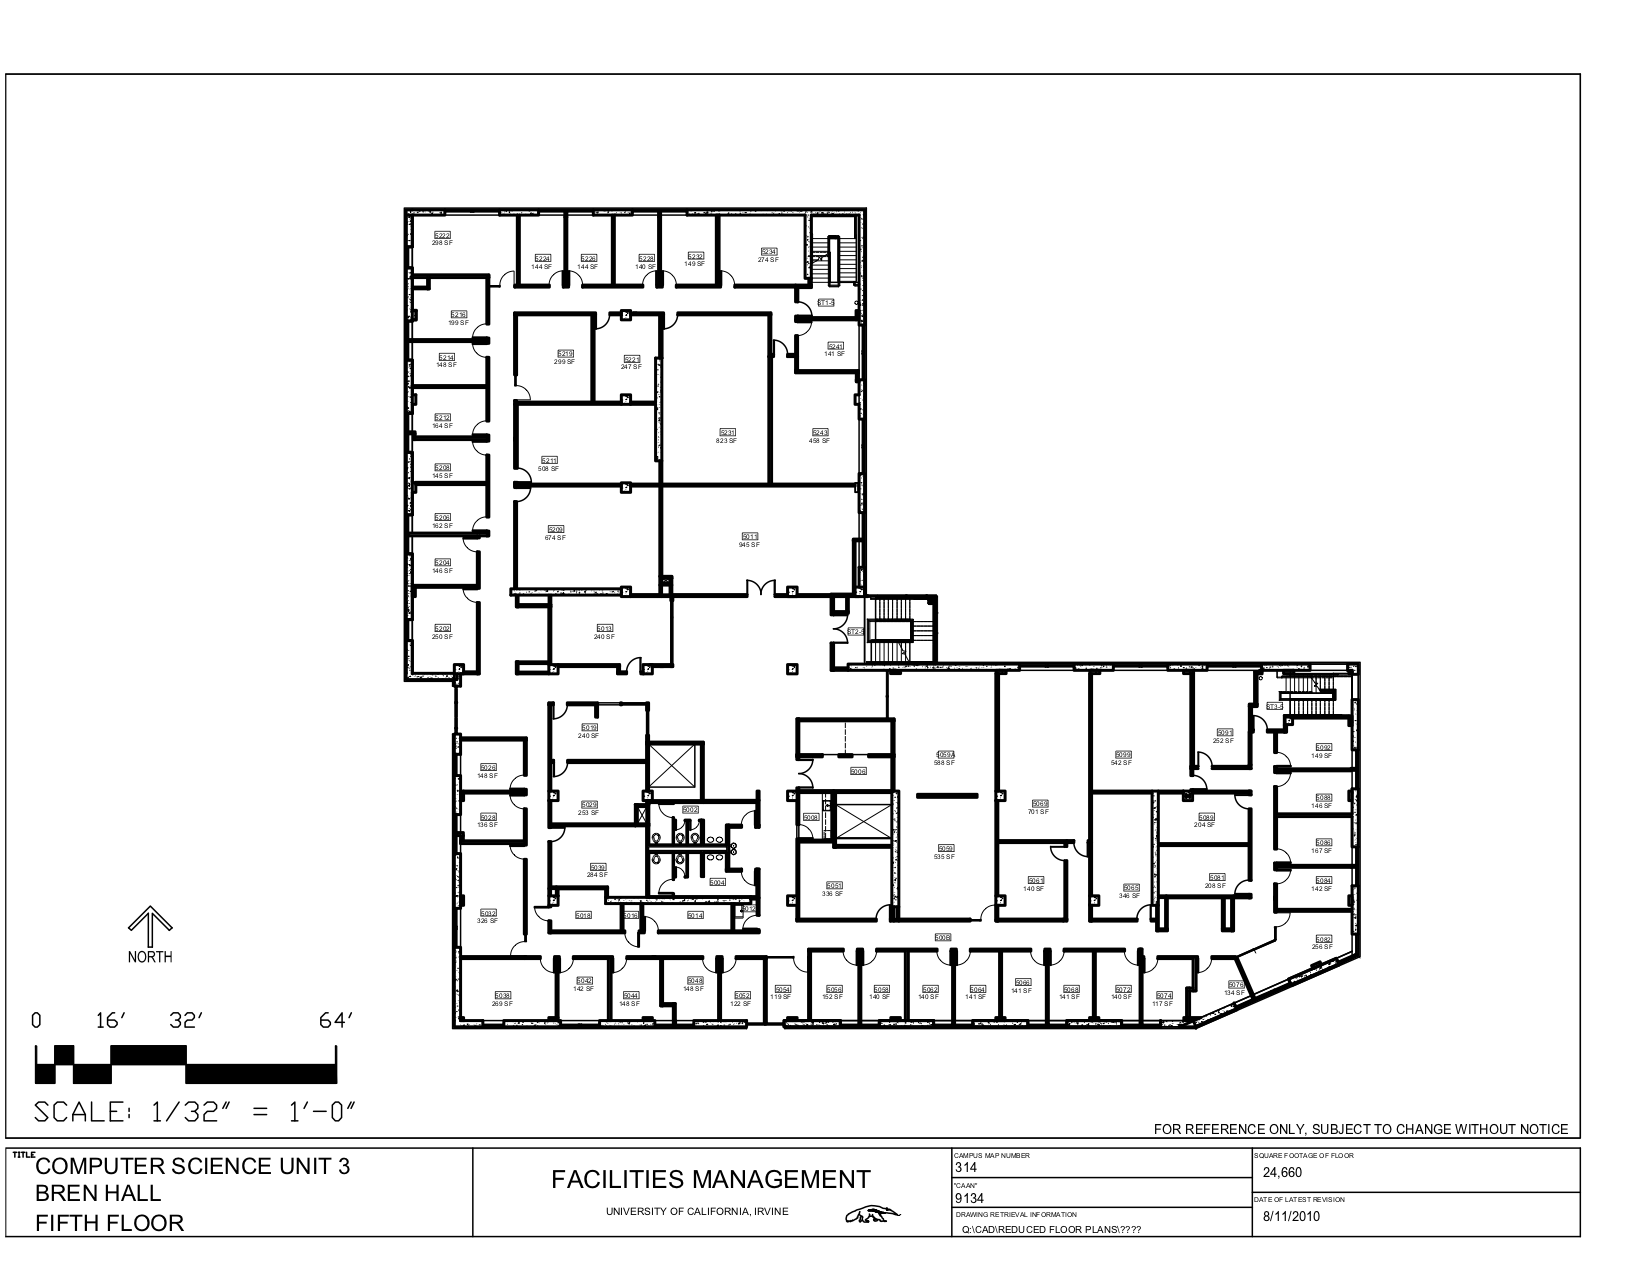 5222
298 SF
5224
144 SF
5226
144 SF
5228
140 SF
5232
149 SF
5234
274 SF
ST1-5
5216
199 SF
5214
148 SF
5219
299 SF
5221
247 SF
5241
141 SF
5212
164 SF
5231
823 SF
5243
458 SF
5208
145 SF
5211
508 SF
5206
162 SF
5209
674 SF
5011
945 SF
5204
146 SF
5202
250 SF
5013
240 SF
ST2-5
ST3-5
5019
240 SF
5026
148 SF
5006
5059A
588 SF
5099
542 SF
5091
252 SF
5092
149 SF
5028
136 SF
5029
253 SF
5002
5008
5069
701 SF
5089
204 SF
5088
146 SF
5039
284 SF
5004
5059
535 SF
5086
167 SF
5051
336 SF
5061
140 SF
5065
346 SF
5081
208 SF
5084
142 SF
5032
326 SF
5018
5016
5014
5012
5082
256 SF
5038
269 SF
5042
142 SF
5044
148 SF
5048
148 SF
5052
122 SF
5054
119 SF
5056
152 SF
5058
140 SF
5062
140 SF
5064
141 SF
5066
141 SF
5068
141 SF
5072
140 SF
5074
117 SF
5076
134 SF
NORTH
0 16′ 32′ 64′
SCALE: 1/32″ = 1′-0″
FOR REFERENCE ONLY, SUBJECT TO CHANGE WITHOUT NOTICE
TITLE
COMPUTER SCIENCE UNIT 3
BREN HALL
FIFTH FLOOR
FACILITIES MANAGEMENT
UNIVERSITY OF CALIFORNIA, IRVINE
CAMPUS MAP NUMBER
314
"CAAN"
9134
DRAWING RETRIEVAL INFORMATION
Q:\CAD\REDUCED FLOOR PLANS\????
SQUARE FOOTAGE OF FLOOR
24,660
DATE OF LATEST REVISION
8/11/2010